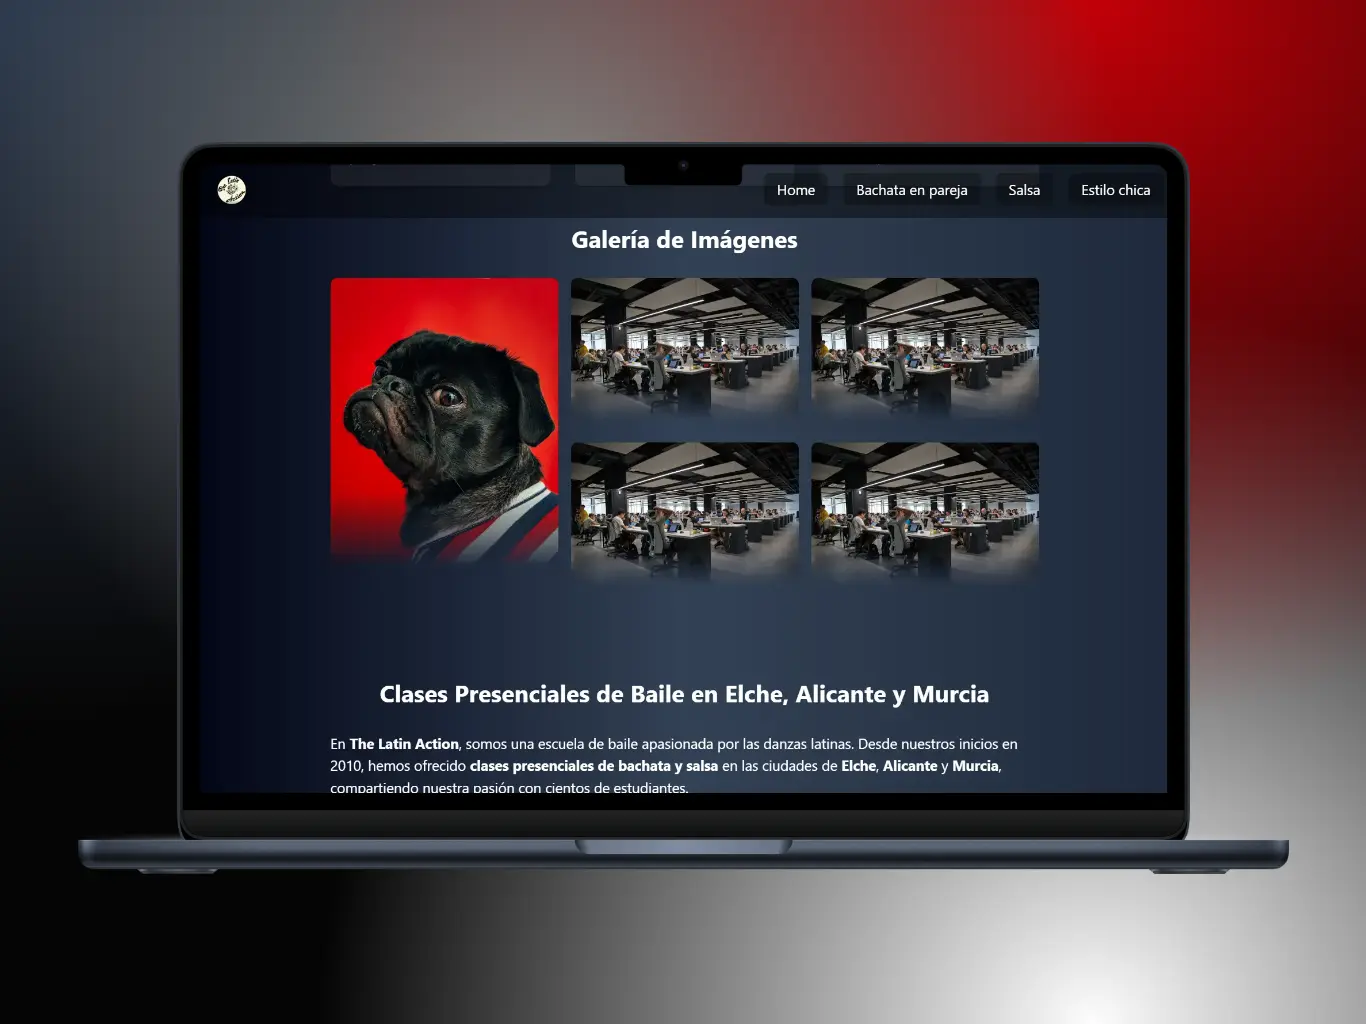 Home
Bachata en pareja
Salsa
Estilo chica
Galería de Imágenes
Clases Presenciales de Baile en Elche, Alicante y Murcia
En The Latin Action, somos una escuela de baile apasionada por las danzas latinas. Desde nuestros inicios en
2010, hemos ofrecido clases presenciales de bachata y salsa en las ciudades de Elche, Alicante y Murcia,
compartiendo nuestra pasión con cientos de estudiantes.